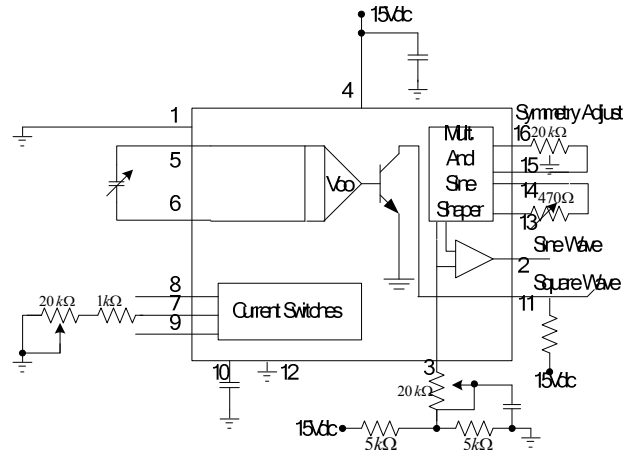 15Vdc
4
1
Symmetry Adjust
Mult.
And
Sine
Shaper
16
20kΩ
15
14
470Ω
13
5
Vco
6
Sine Wave
2
Square Wave
11
8
20kΩ
1kΩ
7
9
Current Switches
10
12
3
20kΩ
15Vdc
15Vdc
5kΩ
5kΩ